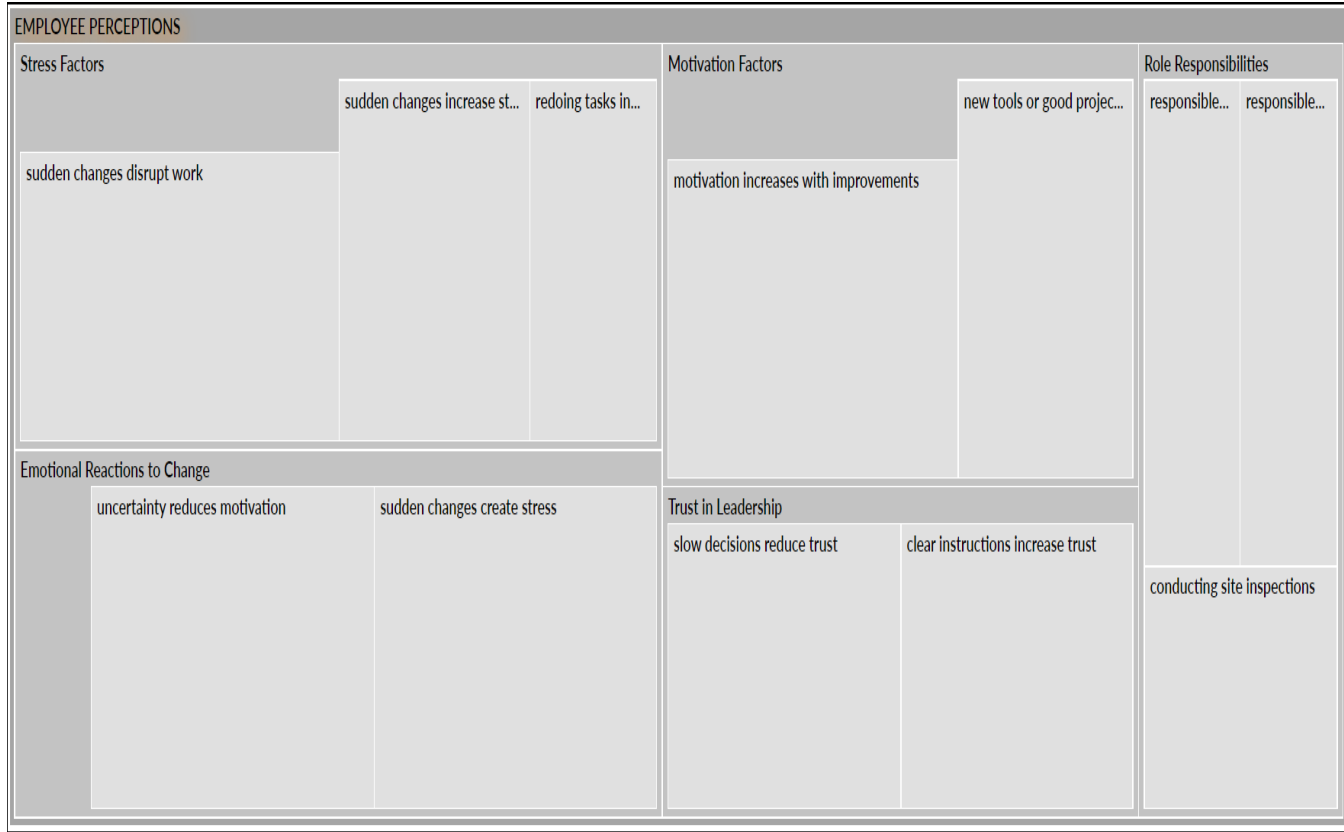 EMPLOYEE PERCEPTIONS
Stress Factors
sudden changes disrupt work
sudden changes increase st...
redoing tasks in...
Emotional Reactions to Change
uncertainty reduces motivation
sudden changes create stress
Motivation Factors
motivation increases with improvements
new tools or good projec...
Trust in Leadership
slow decisions reduce trust
clear instructions increase trust
Role Responsibilities
responsible...
responsible...
conducting site inspections